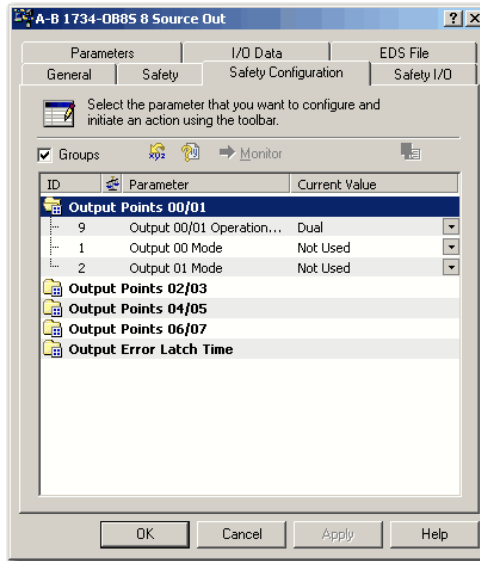 A-B 1734-OB8S 8 Source Out
Parameters I/O Data EDS File
General Safety Safety Configuration Safety I/O
Select the parameter that you want to configure and
initiate an action using the toolbar.
Groups xyz Monitor
ID Parameter Current Value
Output Points 00/01
9 Output 00/01 Operation... Dual
1 Output 00 Mode Not Used
2 Output 01 Mode Not Used
Output Points 02/03
Output Points 04/05
Output Points 06/07
Output Error Latch Time
OK Cancel Apply Help